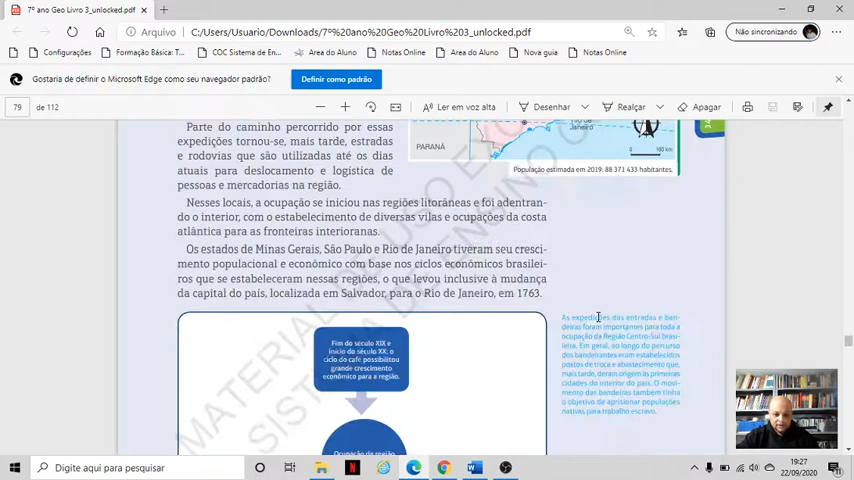 7º ano Geo Livro 3_unlocked.pdf
Arquivo
C:/Users/Usuario/Downloads/7º%20ano%20Geo%20Livro%203_unlocked.pdf
Não sincronizando
Configurações
Formação Básica: T...
COC Sistema de En...
Area do Aluno
Notas Online
Area do Aluno
Nova guia
Notas Online
Gostaria de definir o Microsoft Edge como seu navegador padrão?
Definir como padrão
79
de 112
Ler em voz alta
Desenhar
Realçar
Apagar
Parte do caminho percorrido por essas
expedições tornou-se, mais tarde, estradas
e rodovias que são utilizadas até os dias
atuais para deslocamento e logística de
pessoas e mercadorias na região.
Janeiro
PARANÁ
160 km
População estimada em 2019: 88 371 433 habitantes.
Nesses locais, a ocupação se iniciou nas regiões litorâneas e foi adentran-
do o interior, com o estabelecimento de diversas vilas e ocupações da costa
atlântica para as fronteiras interioranas.
Os estados de Minas Gerais, São Paulo e Rio de Janeiro tiveram seu cresci-
mento populacional e econômico com base nos ciclos econômicos brasilei-
ros que se estabeleceram nessas regiões, o que levou inclusive à mudança
da capital do país, localizada em Salvador, para o Rio de Janeiro, em 1763.
Fim do século XIX e
início do século XX: o
ciclo do café possibilitou
grande crescimento
econômico para a região.
Ocupação da região
As expedições das entradas e ban-
deiras foram importantes para toda a
ocupação da Região Centro-Sul brasi-
leira. Em geral, ao longo do percurso
dos bandeirantes eram estabelecidos
postos de troca e abastecimento que,
mais tarde, deram origem às primeiras
cidades do interior do país. O movi-
mento das bandeiras também tinha
o objetivo de aprisionar populações
nativas para trabalho escravo.
MATERIAL DE USO EXC
SISTEMA DE ENSINO
Digite aqui para pesquisar
19:27
22/09/2020